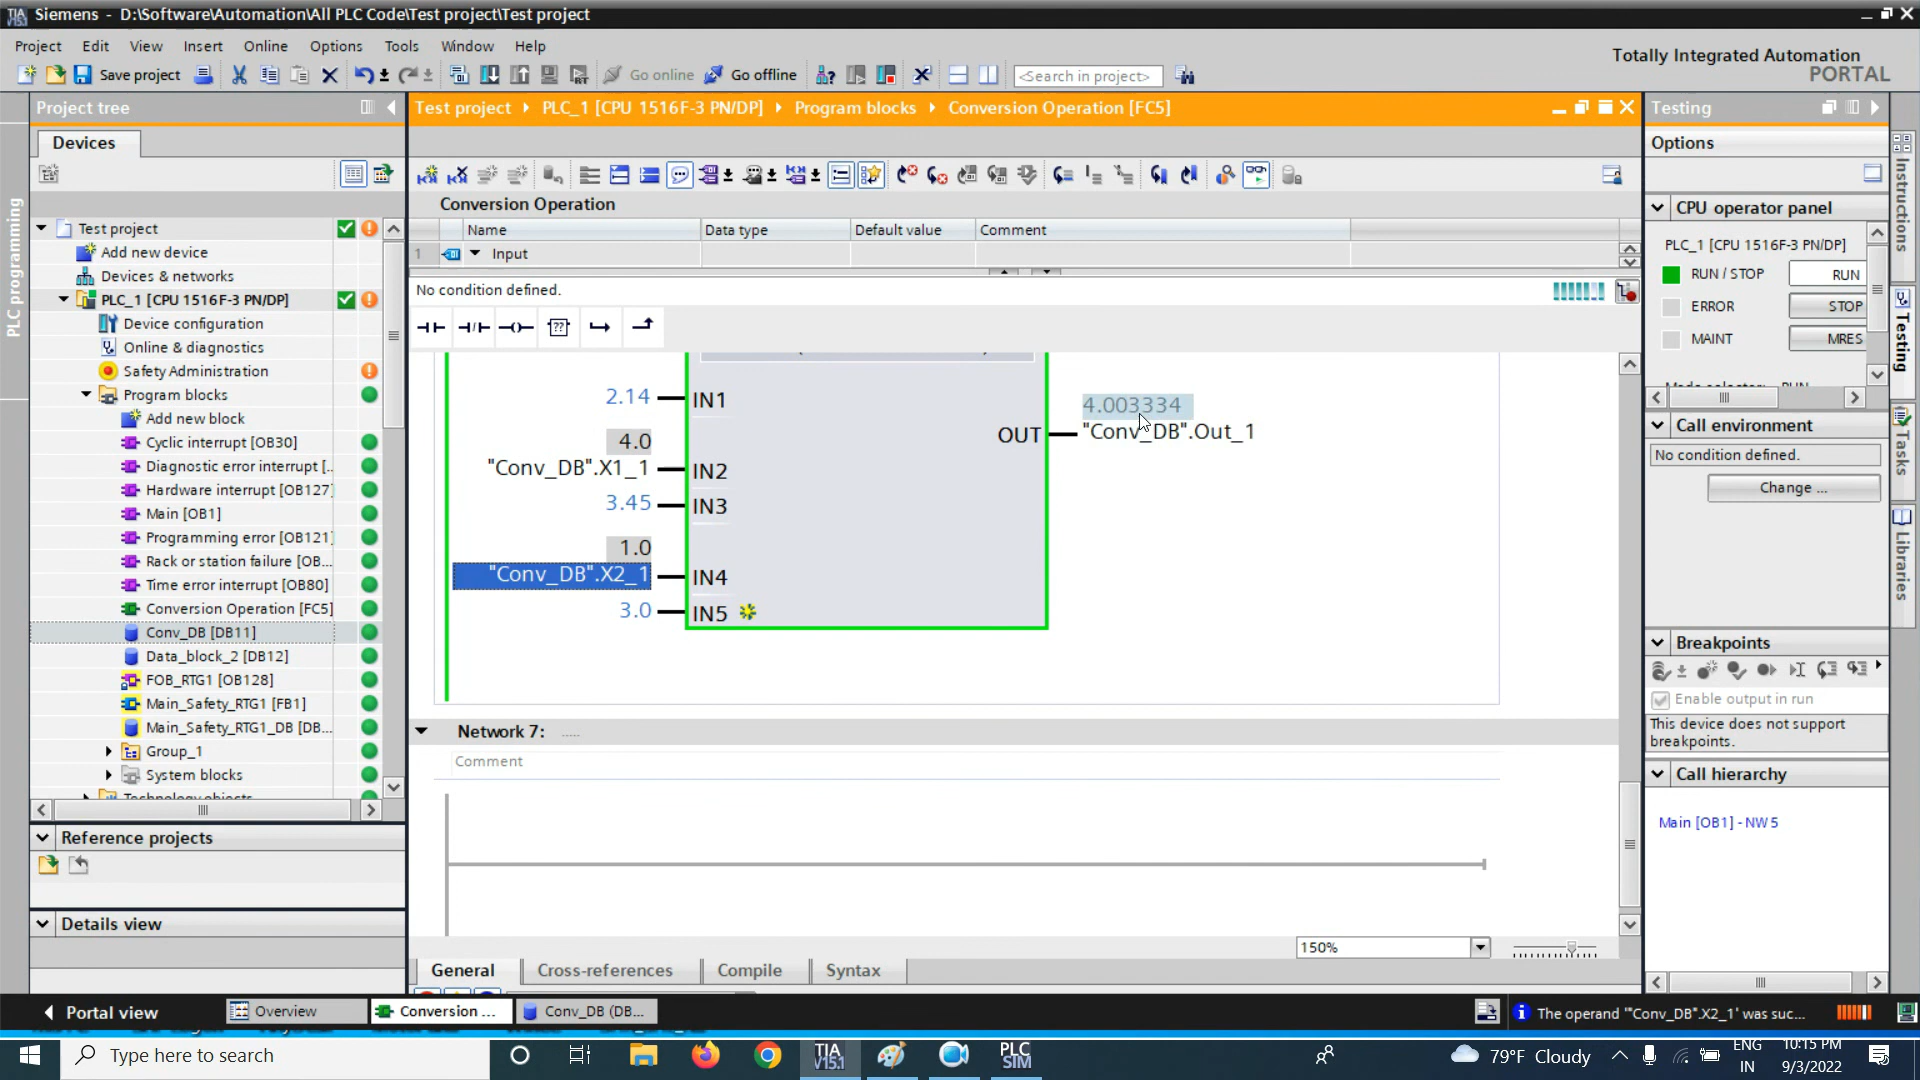 Siemens - D:\Software\Automation\All PLC Code\Test project\Test project
Project Edit View Insert Online Options Tools Window Help
Totally Integrated Automation
PORTAL
Save project
Go online
Go offline
<Search in project>
Project tree
Test project ▸ PLC_1 [CPU 1516F-3 PN/DP] ▸ Program blocks ▸ Conversion Operation [FC5]
Testing
PLC programming
Devices
Test project
Add new device
Devices & networks
PLC_1 [CPU 1516F-3 PN/DP]
Device configuration
Online & diagnostics
Safety Administration
Program blocks
Add new block
Cyclic interrupt [OB30]
Diagnostic error interrupt [..
Hardware interrupt [OB127]
Main [OB1]
Programming error [OB121]
Rack or station failure [OB...
Time error interrupt [OB80]
Conversion Operation [FC5]
Conv_DB [DB11]
Data_block_2 [DB12]
FOB_RTG1 [OB128]
Main_Safety_RTG1 [FB1]
Main_Safety_RTG1_DB [DB...
Group_1
System blocks
Technology objects
Reference projects
Details view
Conversion Operation
Name Data type Default value Comment
1 Input
No condition defined.
??
2.14 IN1
4.0
"Conv_DB".X1_1 IN2
3.45 IN3
1.0
"Conv_DB".X2_1 IN4
3.0 IN5
4.003334
OUT "Conv_DB".Out_1
Network 7: .....
Comment
150%
General Cross-references Compile Syntax
Options
CPU operator panel
PLC_1 [CPU 1516F-3 PN/DP]
RUN / STOP RUN
ERROR STOP
MAINT MRES
Call environment
No condition defined.
Change ...
Breakpoints
Enable output in run
This device does not support
breakpoints.
Call hierarchy
Main [OB1] - NW 5
Instructions
Testing
Tasks
Libraries
Portal view
Overview
Conversion ...
Conv_DB (DB...
The operand '"Conv_DB".X2_1' was suc...
Type here to search
TIA
V15.1
PLC
SIM
79°F Cloudy
ENG
IN
10:15 PM
9/3/2022